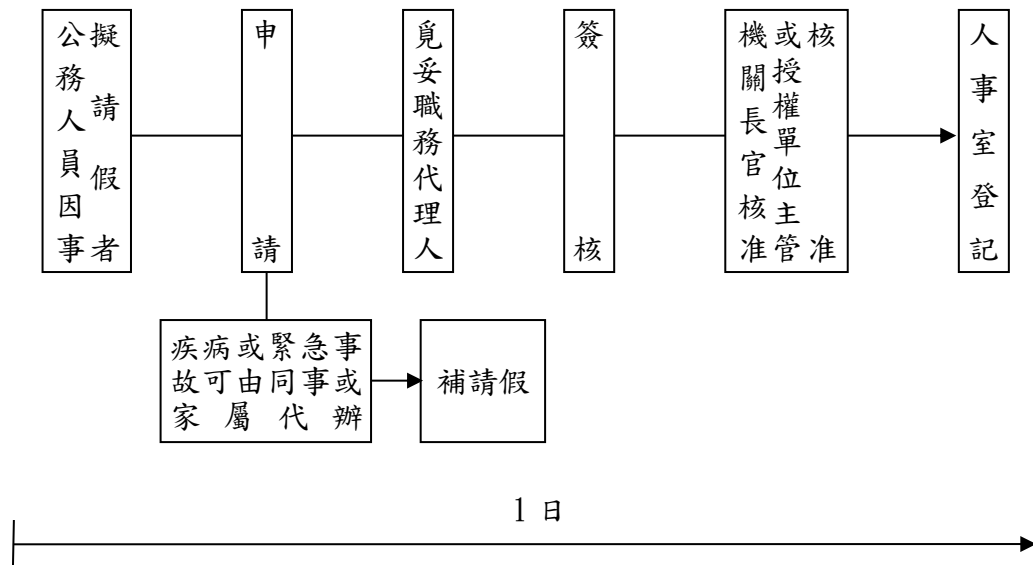 公務人員因事
擬請假者
申請
覓妥職務代理人
簽核
機關長官核准
或授權單位主管
核准
人事室登記
疾病或緊急事
故可由同事或
家屬代辦
補請假
1 日